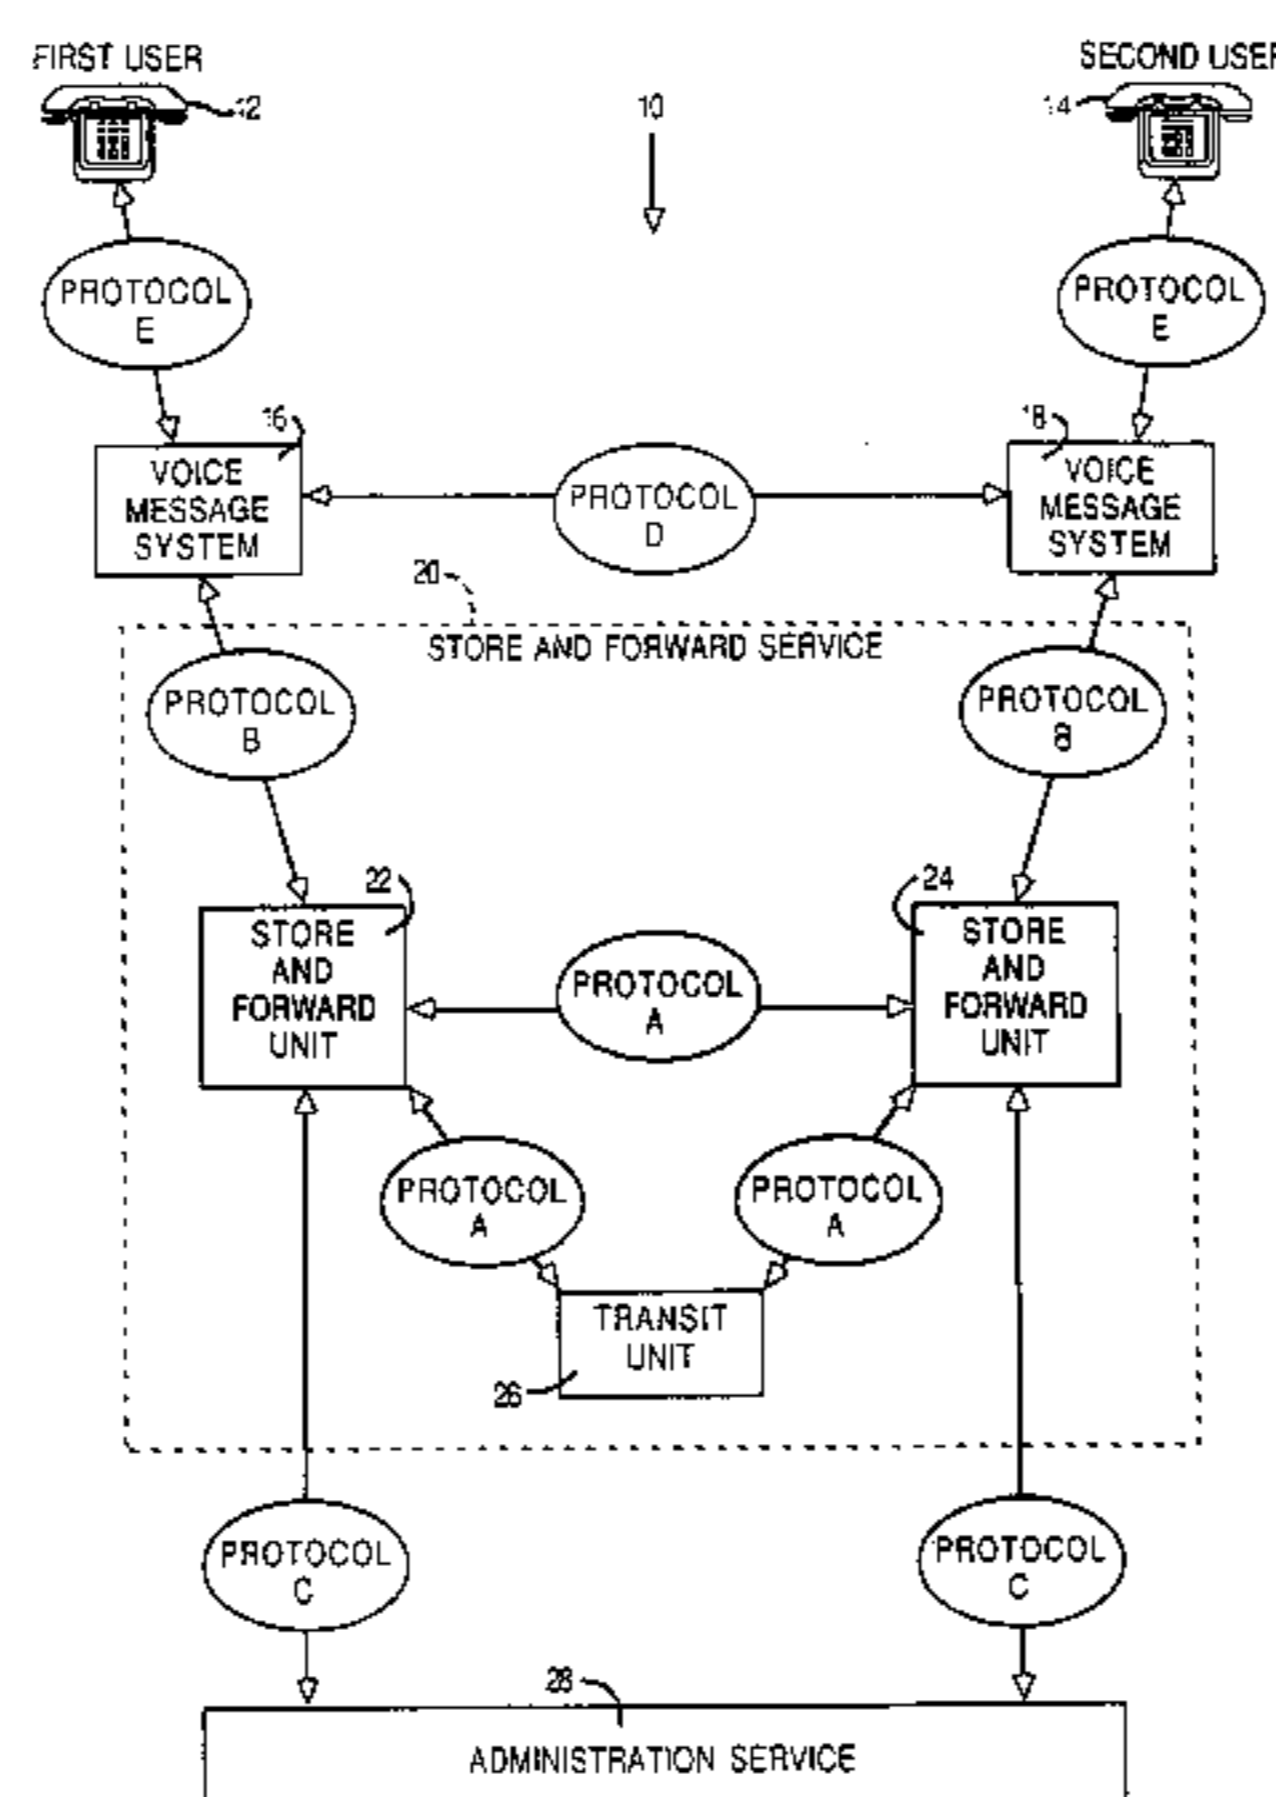 FIRST USER
SECOND USER
12
10
14
PROTOCOL
E
PROTOCOL
E
16
18
VOICE
MESSAGE
SYSTEM
PROTOCOL
D
VOICE
MESSAGE
SYSTEM
20
STORE AND FORWARD SERVICE
PROTOCOL
B
PROTOCOL
B
22
24
STORE
AND
FORWARD
UNIT
PROTOCOL
A
STORE
AND
FORWARD
UNIT
PROTOCOL
A
PROTOCOL
A
TRANSIT
UNIT
26
PROTOCOL
C
PROTOCOL
C
28
ADMINISTRATION SERVICE